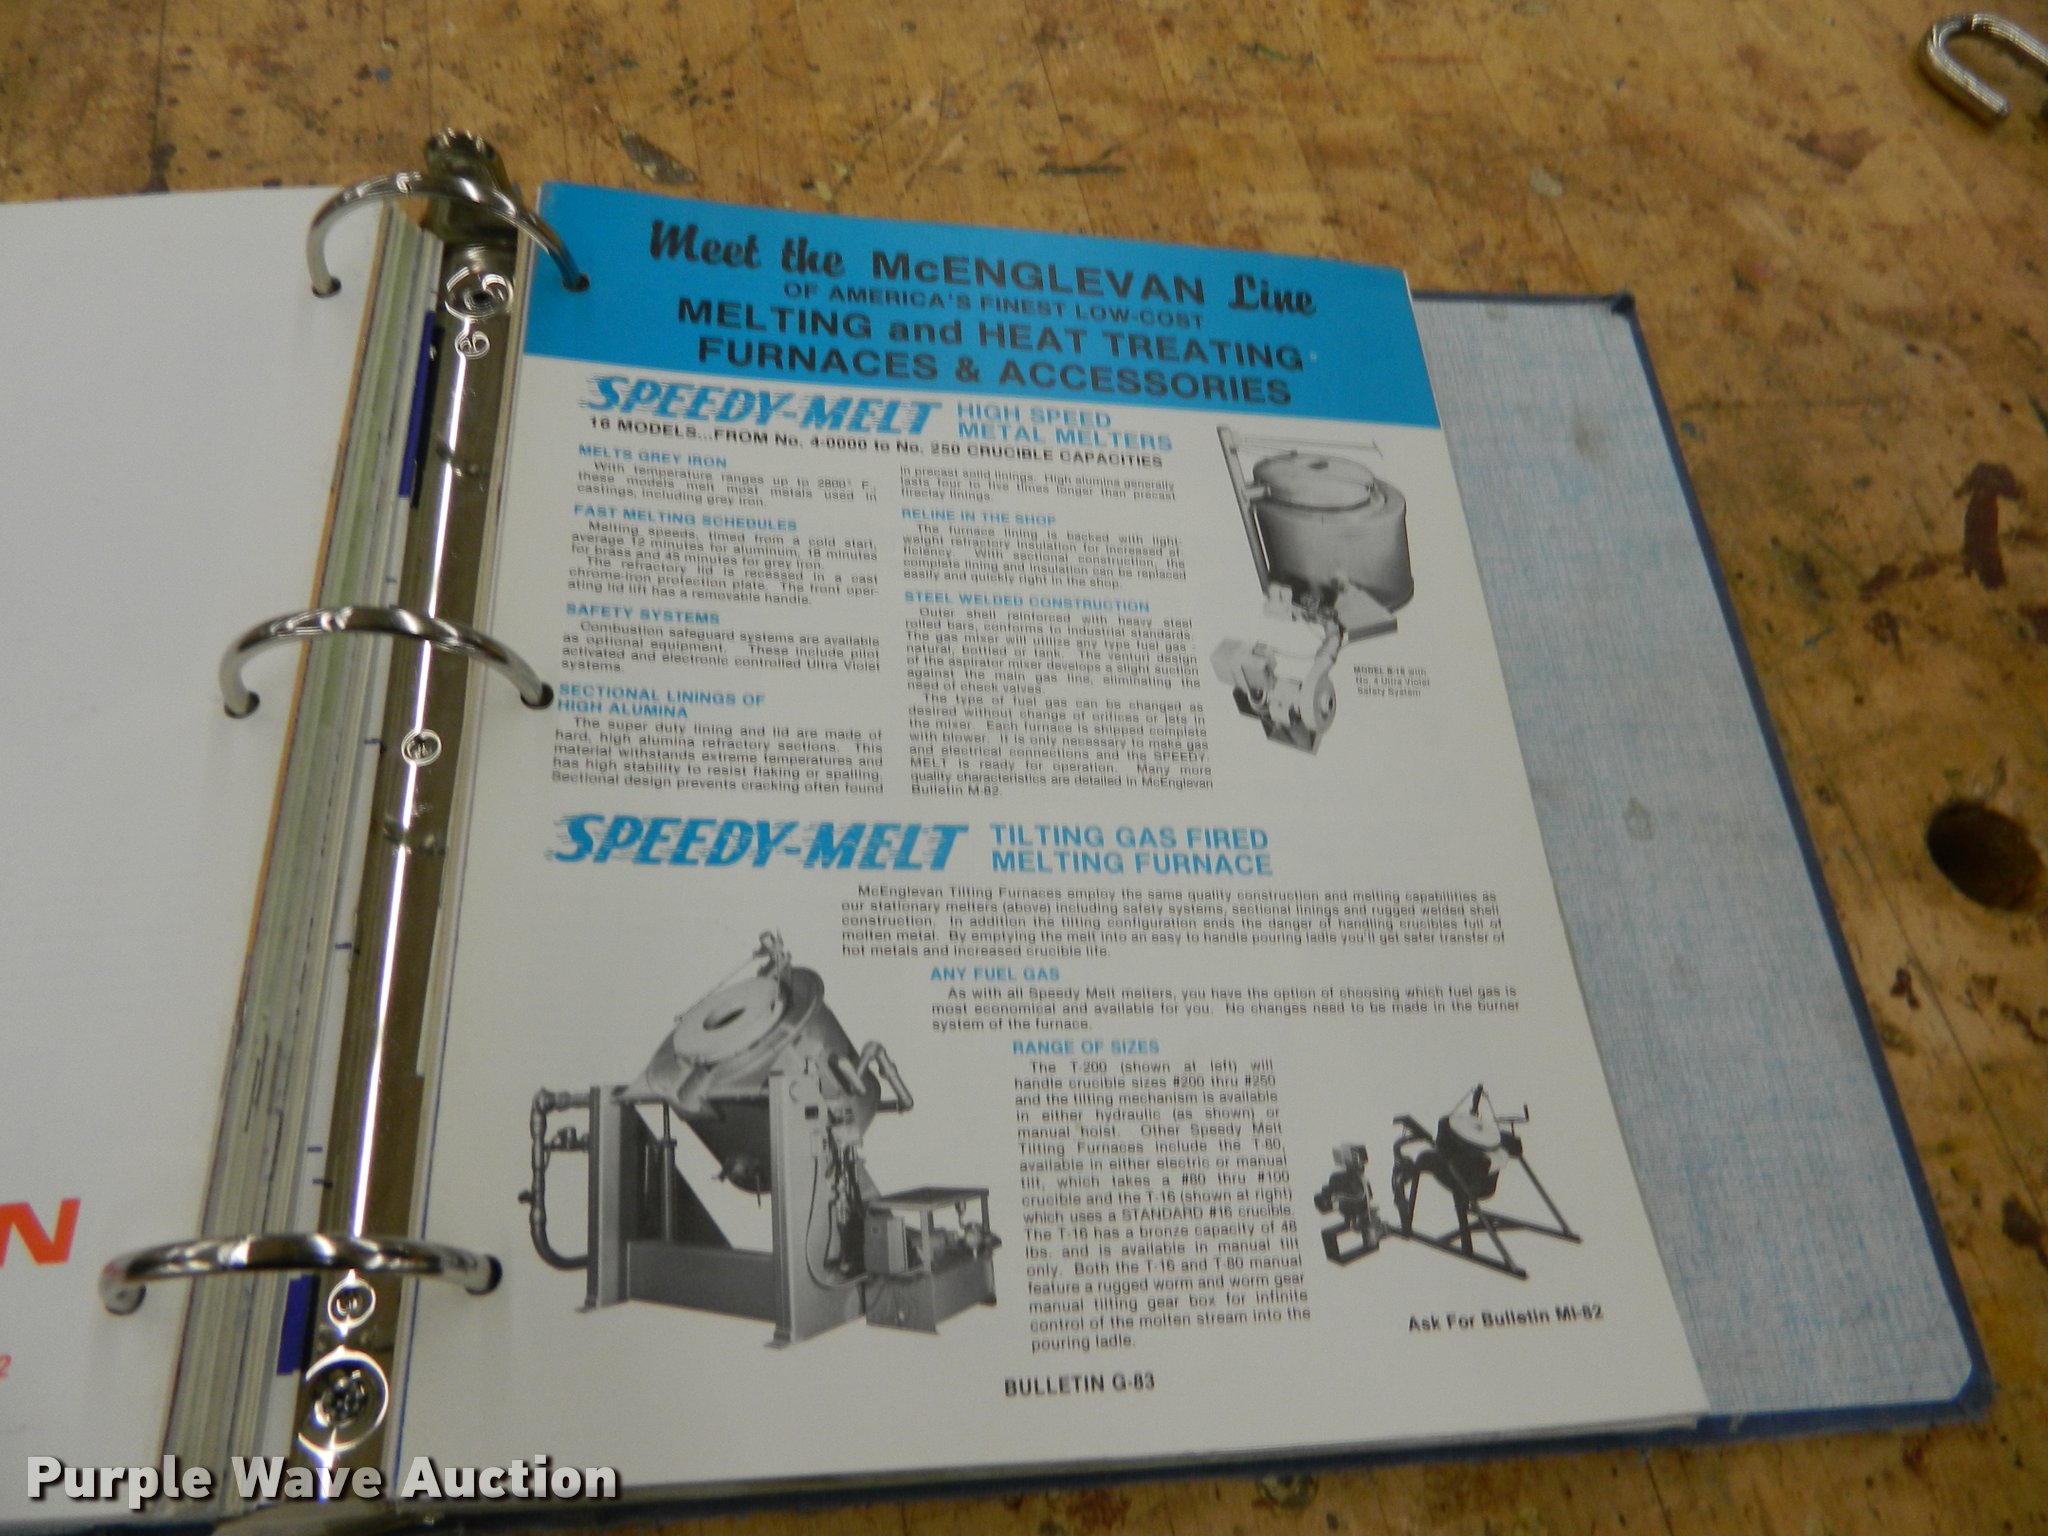 Meet the McENGLEVAN Line
OF AMERICA'S FINEST LOW-COST
MELTING and HEAT TREATING
FURNACES & ACCESSORIES
SPEEDY-MELT HIGH SPEED
METAL MELTERS
16 MODELS...FROM No. 4-0000 to No. 250 CRUCIBLE CAPACITIES
MELTS GREY IRON
With temperature ranges up to 2800° F.,
these models melt most metals used in
castings, including grey iron.
FAST MELTING SCHEDULES
Melting speeds, timed from a cold start,
average 12 minutes for aluminum, 18 minutes
for brass and 45 minutes for grey iron.
The refractory lid is recessed in a cast
chrome-iron protection plate. The front oper-
ating lid lift has a removable handle.
SAFETY SYSTEMS
Combustion safeguard systems are available
as optional equipment. These include pilot
activated and electronic controlled Ultra Violet
systems.
SECTIONAL LININGS OF
HIGH ALUMINA
The super duty lining and lid are made of
hard, high alumina refractory sections. This
material withstands extreme temperatures and
has high stability to resist flaking or spalling.
Sectional design prevents cracking often found
in precast solid linings. High alumina generally
lasts four to five times longer than precast
fireclay linings.
RELINE IN THE SHOP
The furnace lining is backed with light-
weight refractory insulation for increased ef-
ficiency. With sectional construction, the
complete lining and insulation can be replaced
easily and quickly right in the shop.
STEEL WELDED CONSTRUCTION
Outer shell reinforced with heavy steel
rolled bars, conforms to industrial standards.
The gas mixer will utilize any type fuel gas -
natural, bottled or tank. The venturi design
of the aspirator mixer develops a slight suction
against the main gas line, eliminating the
need of check valves.
The type of fuel gas can be changed as
desired without change of orifices or jets in
the mixer. Each furnace is shipped complete
with blower. It is only necessary to make gas
and electrical connections and the SPEEDY-
MELT is ready for operation. Many more
quality characteristics are detailed in McEnglevan
Bulletin M-82.
MODEL B-16 with
No. 4 Ultra Violet
Safety System
SPEEDY-MELT TILTING GAS FIRED
MELTING FURNACE
McEnglevan Tilting Furnaces employ the same quality construction and melting capabilities as
our stationary melters (above) including safety systems, sectional linings and rugged welded shell
construction. In addition the tilting configuration ends the danger of handling crucibles full of
molten metal. By emptying the melt into an easy to handle pouring ladle you'll get safer transfer of
hot metals and increased crucible life.
ANY FUEL GAS
As with all Speedy Melt melters, you have the option of choosing which fuel gas is
most economical and available for you. No changes need to be made in the burner
system of the furnace.
RANGE OF SIZES
The T-200 (shown at left) will
handle crucible sizes #200 thru #250
and the tilting mechanism is available
in either hydraulic (as shown) or
manual hoist. Other Speedy Melt
Tilting Furnaces include the T-80,
available in either electric or manual
tilt, which takes a #80 thru #100
crucible and the T-16 (shown at right)
which uses a STANDARD #16 crucible.
The T-16 has a bronze capacity of 48
lbs. and is available in manual tilt
only. Both the T-16 and T-80 manual
feature a rugged worm and worm gear
manual tilting gear box for infinite
control of the molten stream into the
pouring ladle.
Ask For Bulletin MI-82
BULLETIN G-83
Purple Wave Auction